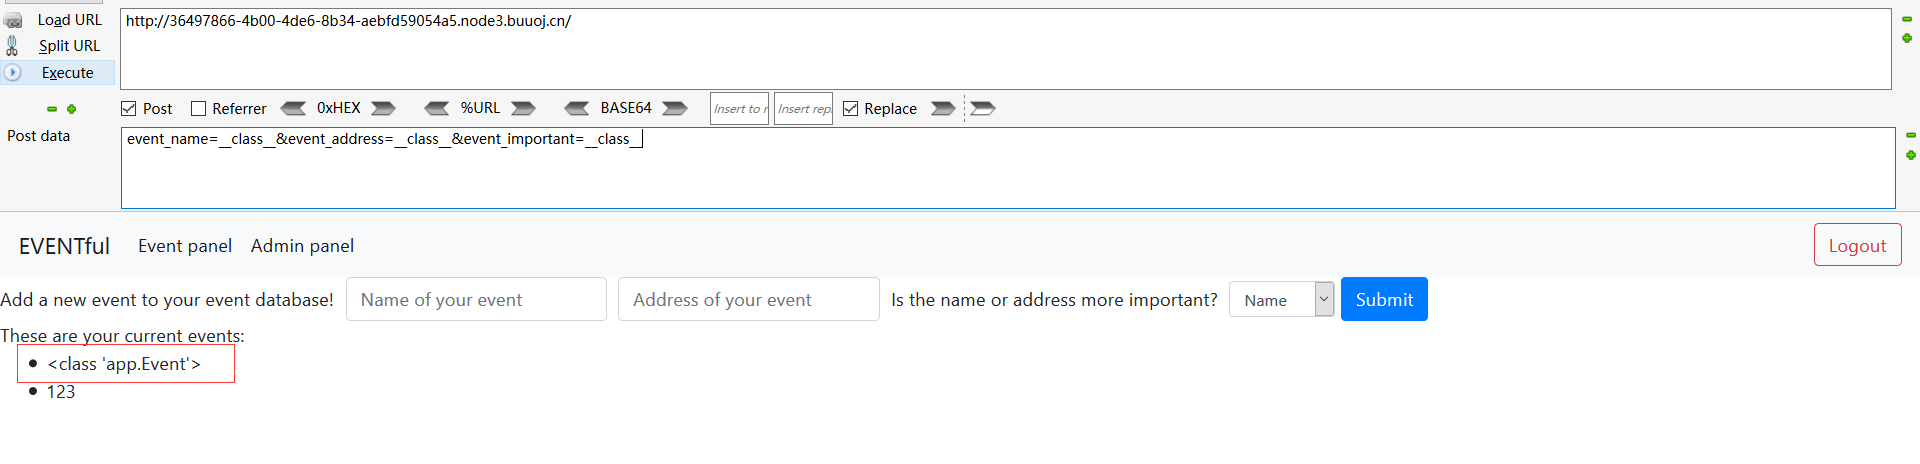 Load URL
http://36497866-4b00-4de6-8b34-aebfd59054a5.node3.buuoj.cn/
Split URL
Execute
Post Referrer 0xHEX %URL BASE64 Insert to r Insert repl Replace
Post data
event_name=__class__&event_address=__class__&event_important=__class__
EVENTful Event panel Admin panel Logout
Add a new event to your event database! Name of your event Address of your event Is the name or address more important? Name Submit
These are your current events:
<class 'app.Event'>
123